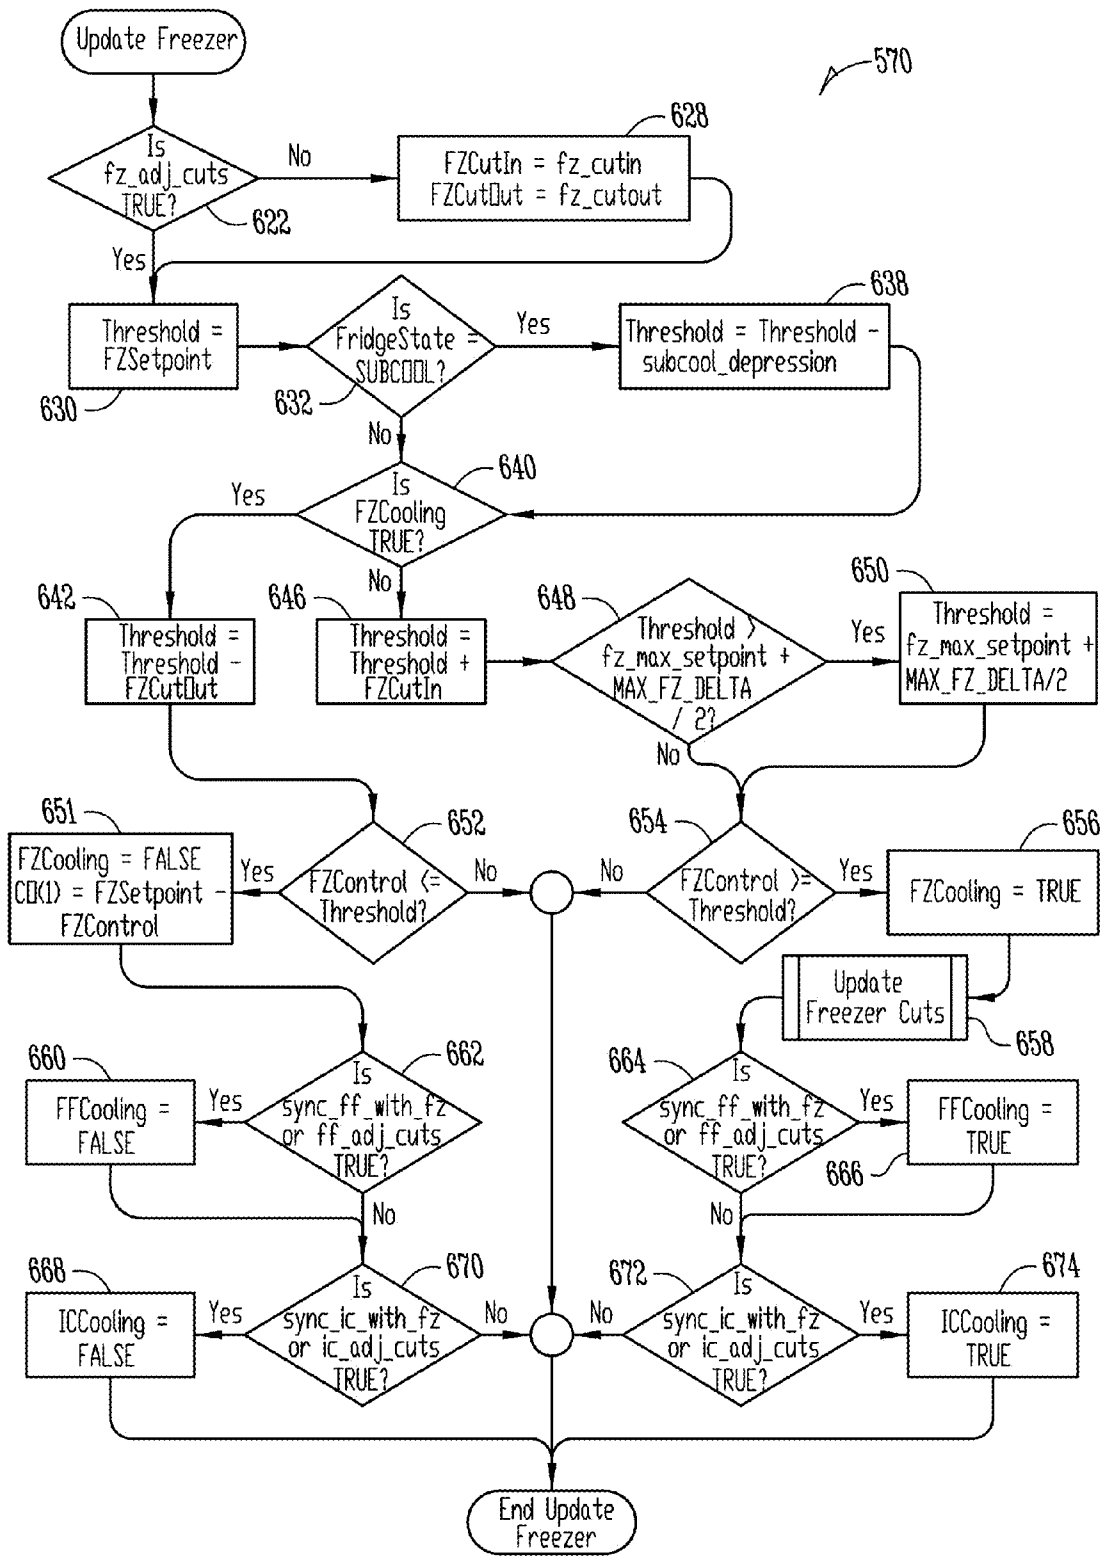 Update Freezer
570
Is
fz_adj_cuts
TRUE?
622
No
Yes
628
FZCutIn = fz_cutin
FZCutOut = fz_cutout
Threshold =
FZSetpoint
630
Is
FridgeState =
SUBCOOL?
632
Yes
No
638
Threshold = Threshold -
subcool_depression
640
Is
FZCooling
TRUE?
Yes
No
642
Threshold =
Threshold -
FZCutOut
646
Threshold =
Threshold +
FZCutIn
648
Threshold >
fz_max_setpoint +
MAX_FZ_DELTA
/ 2?
Yes
No
650
Threshold =
fz_max_setpoint +
MAX_FZ_DELTA/2
651
FZCooling = FALSE
CO(1) = FZSetpoint -
FZControl
Yes
652
FZControl <=
Threshold?
No
654
No
FZControl >=
Threshold?
Yes
656
FZCooling = TRUE
Update
Freezer Cuts
658
660
FFCooling =
FALSE
Yes
662
Is
sync_ff_with_fz
or ff_adj_cuts
TRUE?
No
664
Is
sync_ff_with_fz
or ff_adj_cuts
TRUE?
Yes
No
666
FFCooling =
TRUE
668
ICCooling =
FALSE
Yes
670
Is
sync_ic_with_fz
or ic_adj_cuts
TRUE?
No
672
No
Is
sync_ic_with_fz
or ic_adj_cuts
TRUE?
Yes
674
ICCooling =
TRUE
End Update
Freezer